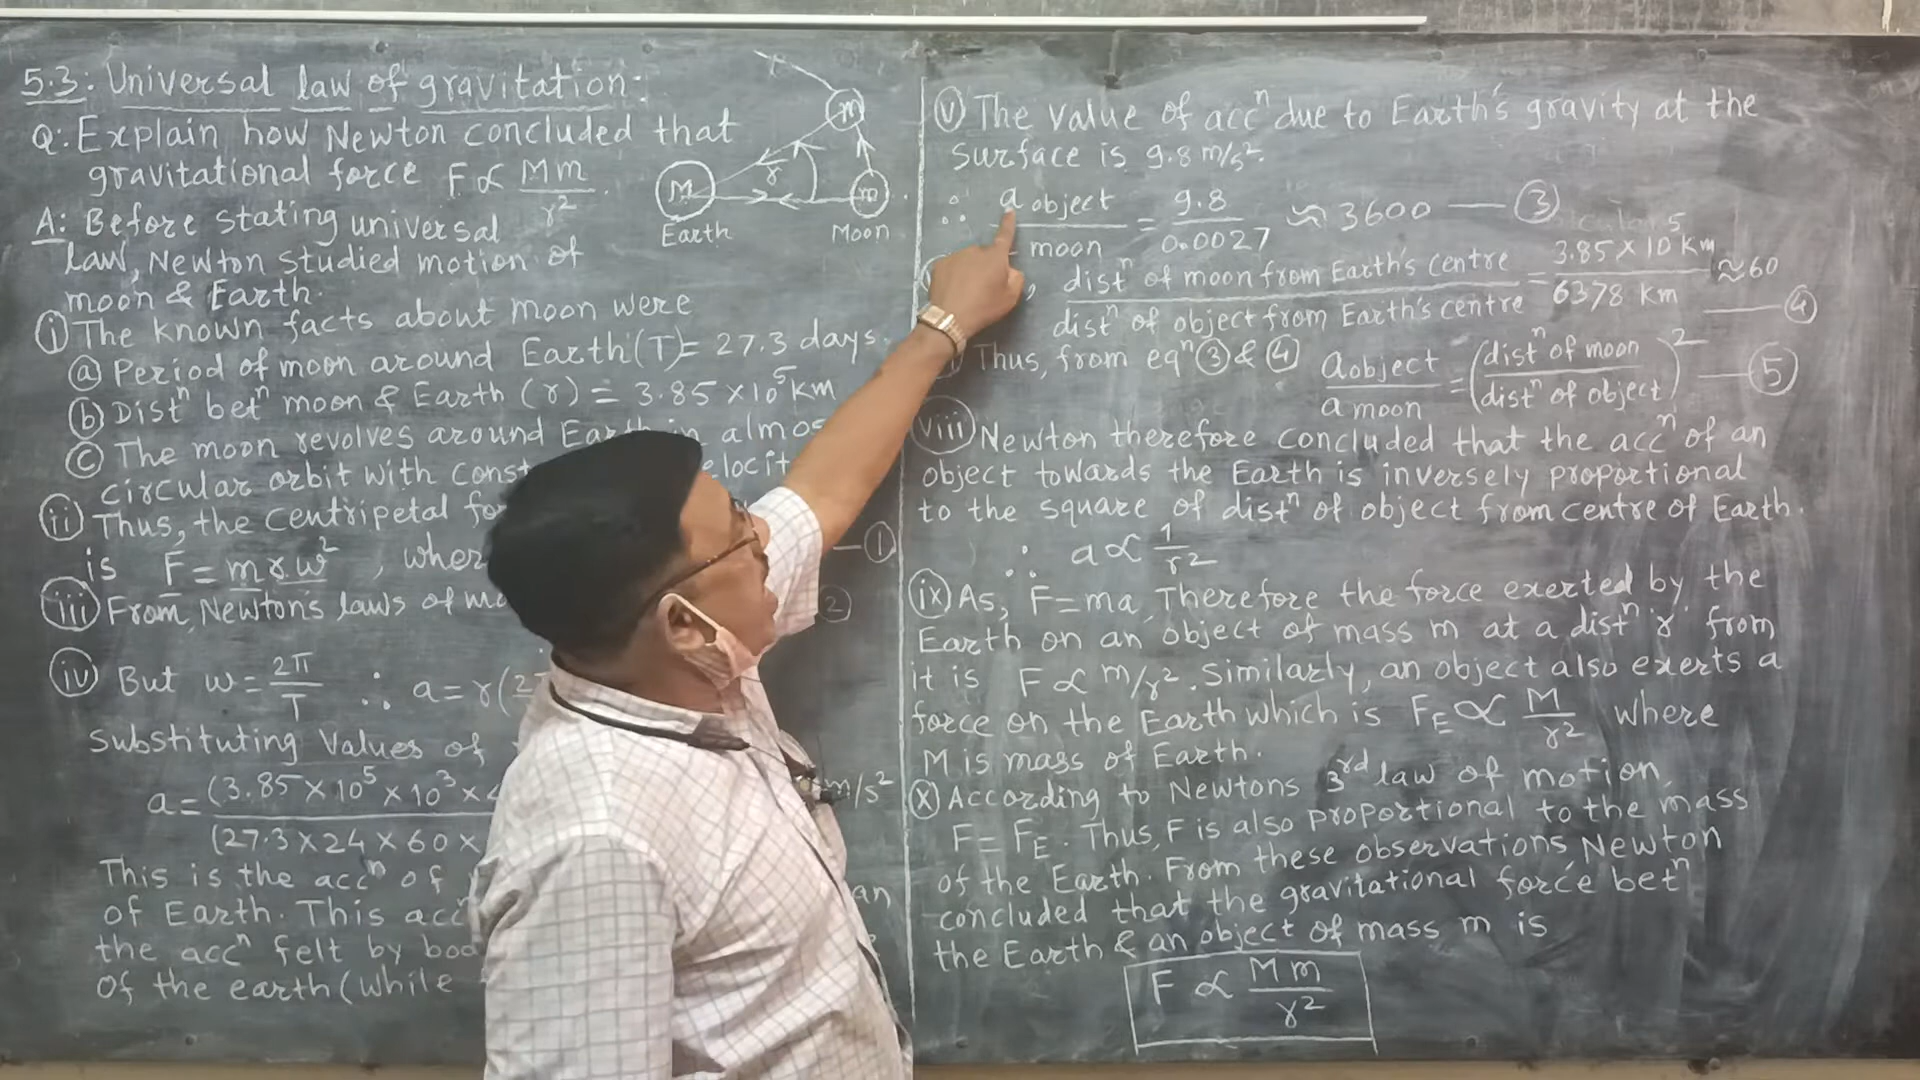 5.3: Universal law of gravitation:
Q: Explain how Newton concluded that
gravitational force F ∝ Mm / r²
A: Before stating universal
law, Newton studied motion of
moon & Earth.
M
m
m
r
Earth
Moon
(i) The known facts about moon were
(a) Period of moon around Earth (T) = 27.3 days.
(b) Distⁿ betⁿ moon & Earth (r) = 3.85 × 10⁵ km
(c) The moon revolves around Earth in almos
circular orbit with const elocit
(ii) Thus, the centripetal fo
is F = mrω², wher — (1)
(iii) From, Newton's laws of mo (2)
(iv) But ω = 2π / T ∴ a = r(2
Substituting Values of
a = (3.85 × 10⁵ × 10³ × 4 m/s²
(27.3 × 24 × 60 ×
This is the accⁿ of
of Earth. This accⁿ an
the accⁿ felt by bod
of the earth (while
(v) The value of accⁿ due to Earth's gravity at the
surface is 9.8 m/s².
∴ a object / moon = 9.8 / 0.0027 ≈ 3600 — (3)
, distⁿ of moon from Earth's centre / distⁿ of object from Earth's centre = 3.85 × 10⁵ km / 6378 km ≈ 60 — (4)
Thus, from eqⁿ (3) & (4) a object / a moon = (distⁿ of moon / distⁿ of object)² — (5)
(viii) Newton therefore concluded that the accⁿ of an
object towards the Earth is inversely proportional
to the square of distⁿ of object from centre of Earth.
∴ a ∝ 1 / r²
(ix) As, F = ma, Therefore the force exerted by the
Earth on an object of mass m at a distⁿ 'r' from
it is F ∝ m/r². Similarly, an object also exerts a
force on the Earth which is F_E ∝ M / r² where
M is mass of Earth.
(x) According to Newtons 3rd law of motion,
F = F_E. Thus, F is also proportional to the mass
of the Earth. From these observations, Newton
concluded that the gravitational force betⁿ
the Earth & an object of mass m is
F ∝ Mm / r²